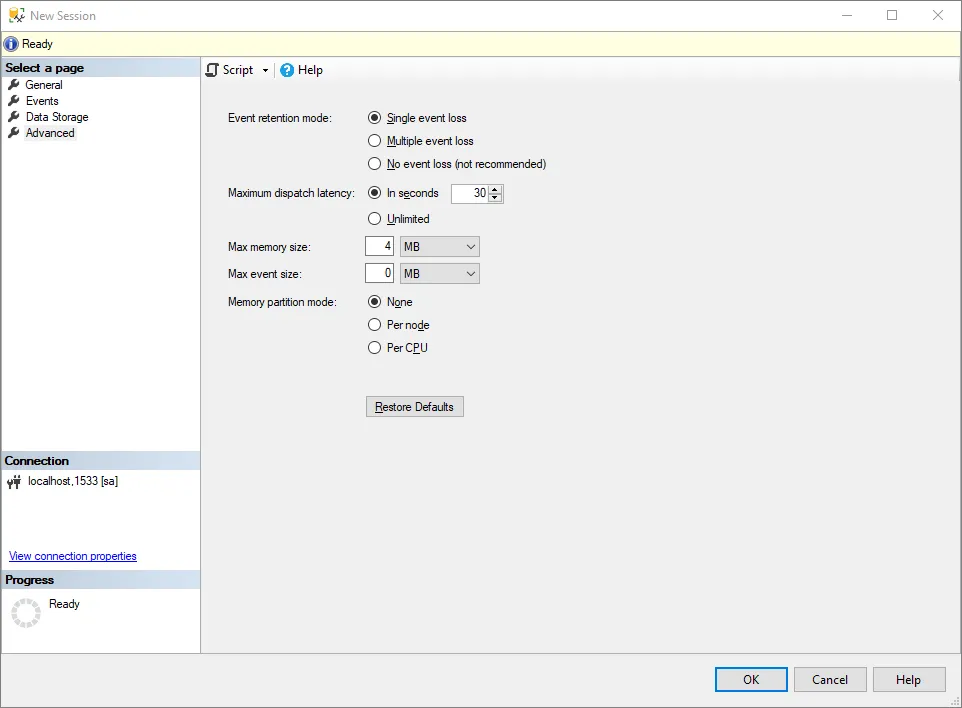 New Session
Ready
Select a page
General
Events
Data Storage
Advanced
Script
Help
Event retention mode:
Single event loss
Multiple event loss
No event loss (not recommended)
Maximum dispatch latency:
In seconds
30
Unlimited
Max memory size:
4
MB
Max event size:
0
MB
Memory partition mode:
None
Per node
Per CPU
Restore Defaults
Connection
localhost,1533 [sa]
View connection properties
Progress
Ready
OK
Cancel
Help